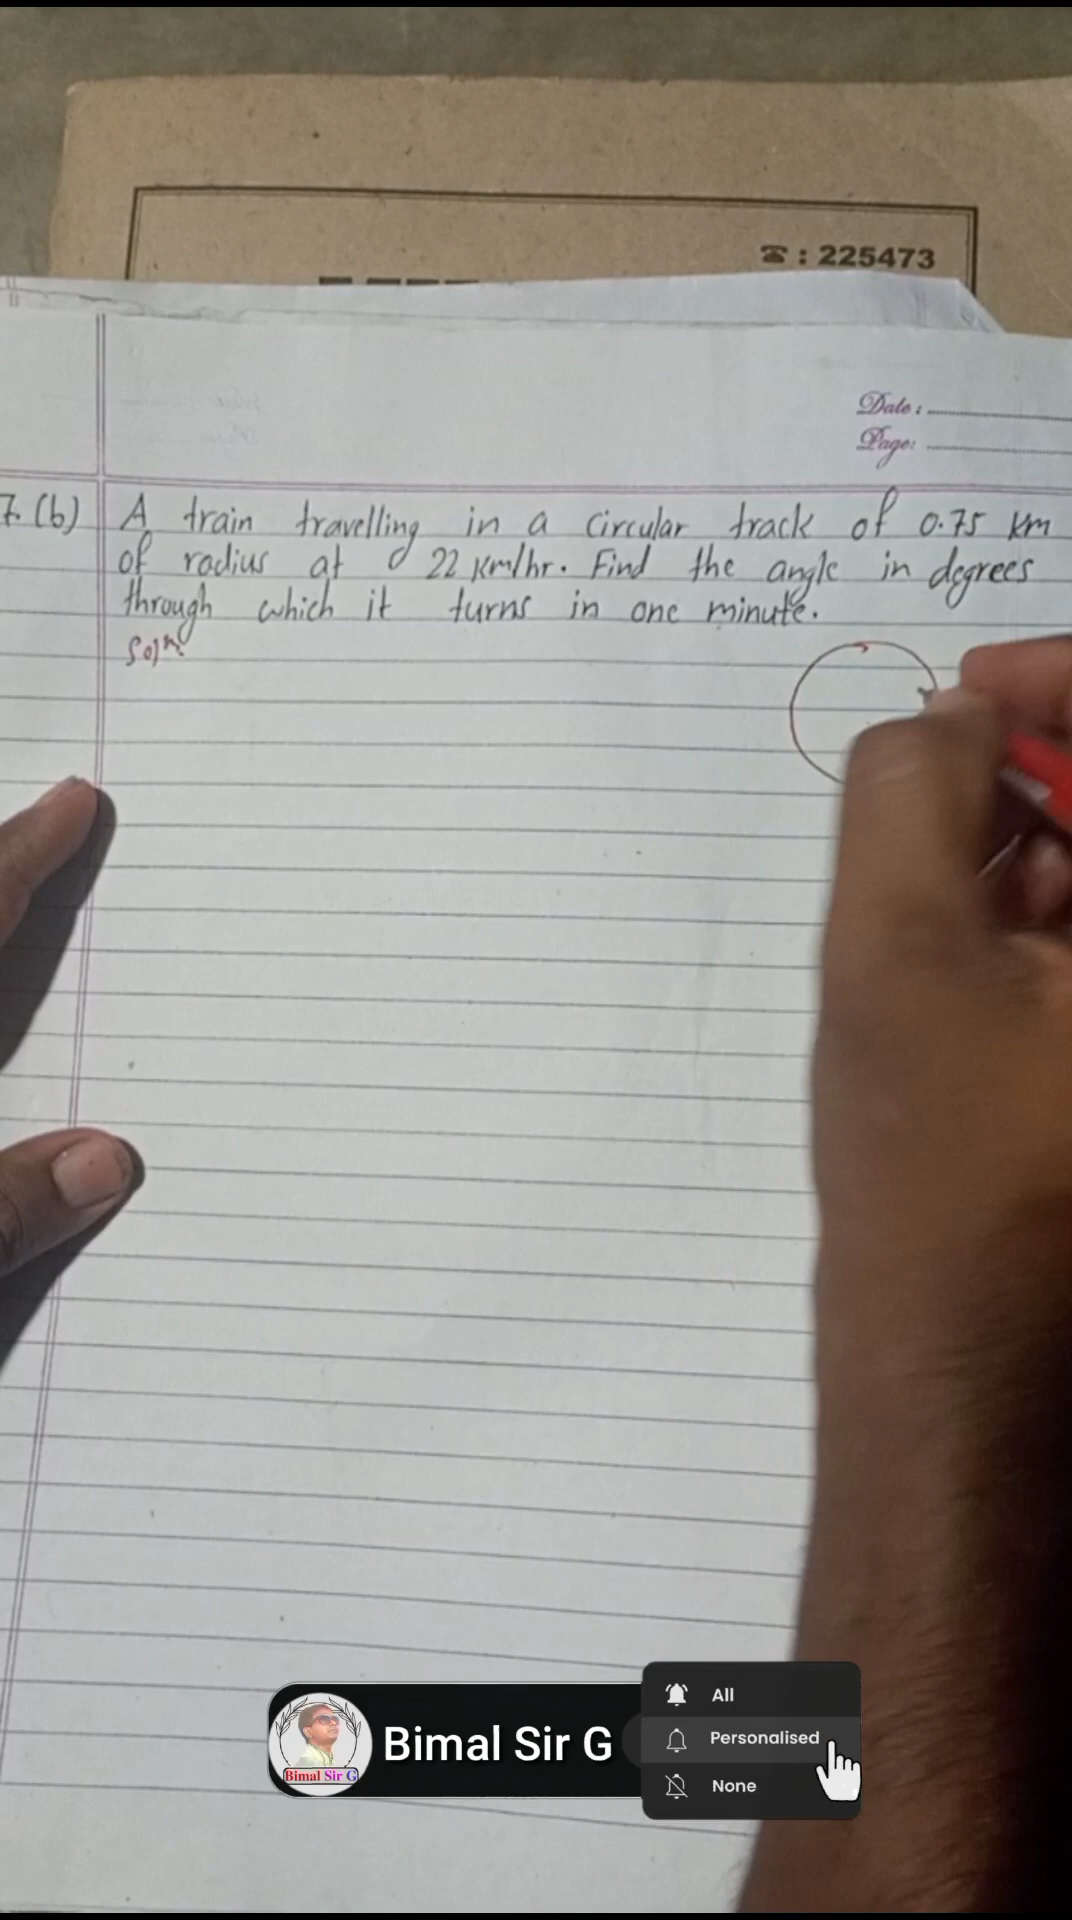 ☎ : 225473
Date :
Page:
7.(b) A train travelling in a circular track of 0.75 Km
of radius at 22 Km/hr. Find the angle in degrees
through which it turns in one minute.
Solⁿ.
All
Bimal Sir G
Personalised
Bimal Sir G
None